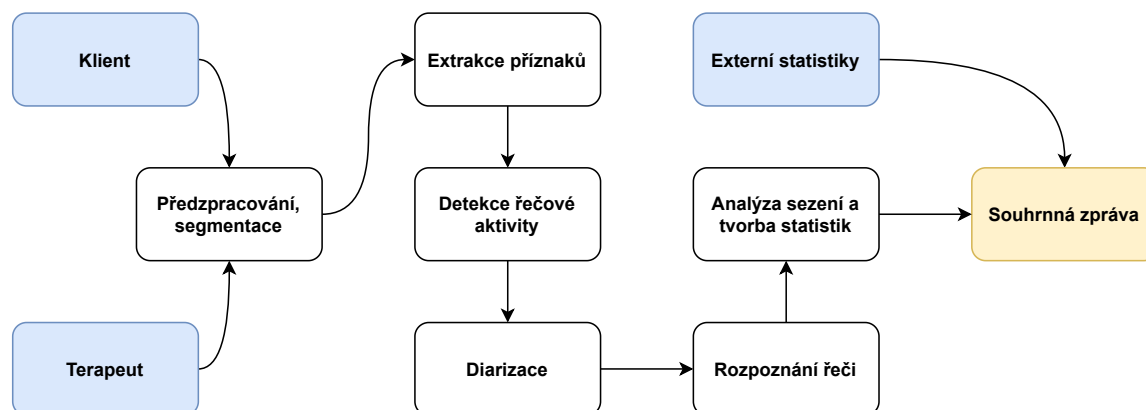 Klient
Extrakce příznaků
Externí statistiky
Předzpracování,
segmentace
Detekce řečové
aktivity
Analýza sezení a
tvorba statistik
Souhrnná zpráva
Terapeut
Diarizace
Rozpoznání řeči